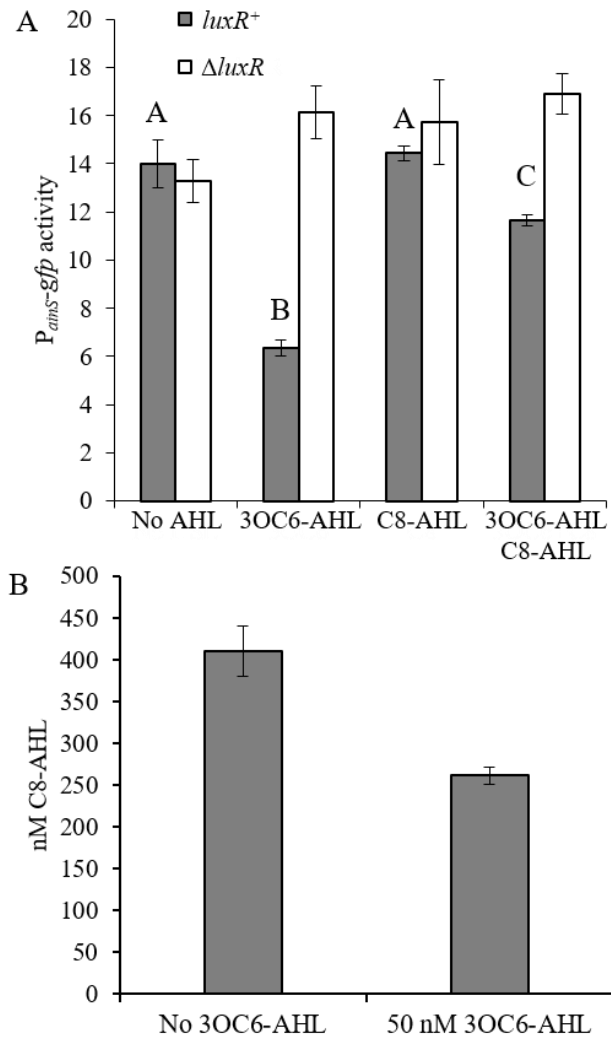 A
luxR+
ΔluxR
20
18
16
14
12
10
8
6
4
2
0
PainS-gfp activity
A
B
A
C
No AHL
3OC6-AHL
C8-AHL
3OC6-AHL
C8-AHL
B
500
450
400
350
300
250
200
150
100
50
0
nM C8-AHL
No 3OC6-AHL
50 nM 3OC6-AHL